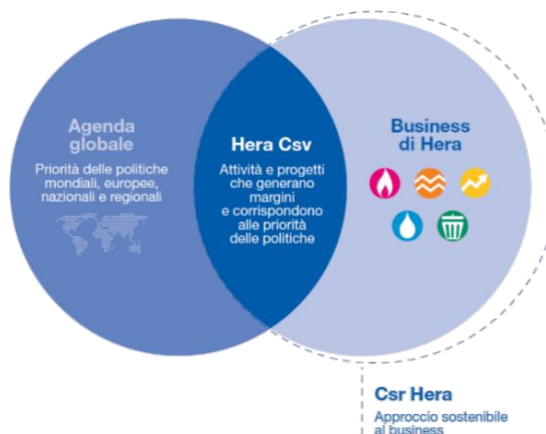 Agenda
globale
Priorità delle politiche
mondiali, europee,
nazionali e regionali
Hera Csv
Attività e progetti
che generano
margini
e corrispondono
alle priorità
delle politiche
Business
di Hera
Csr Hera
Approccio sostenibile
al business